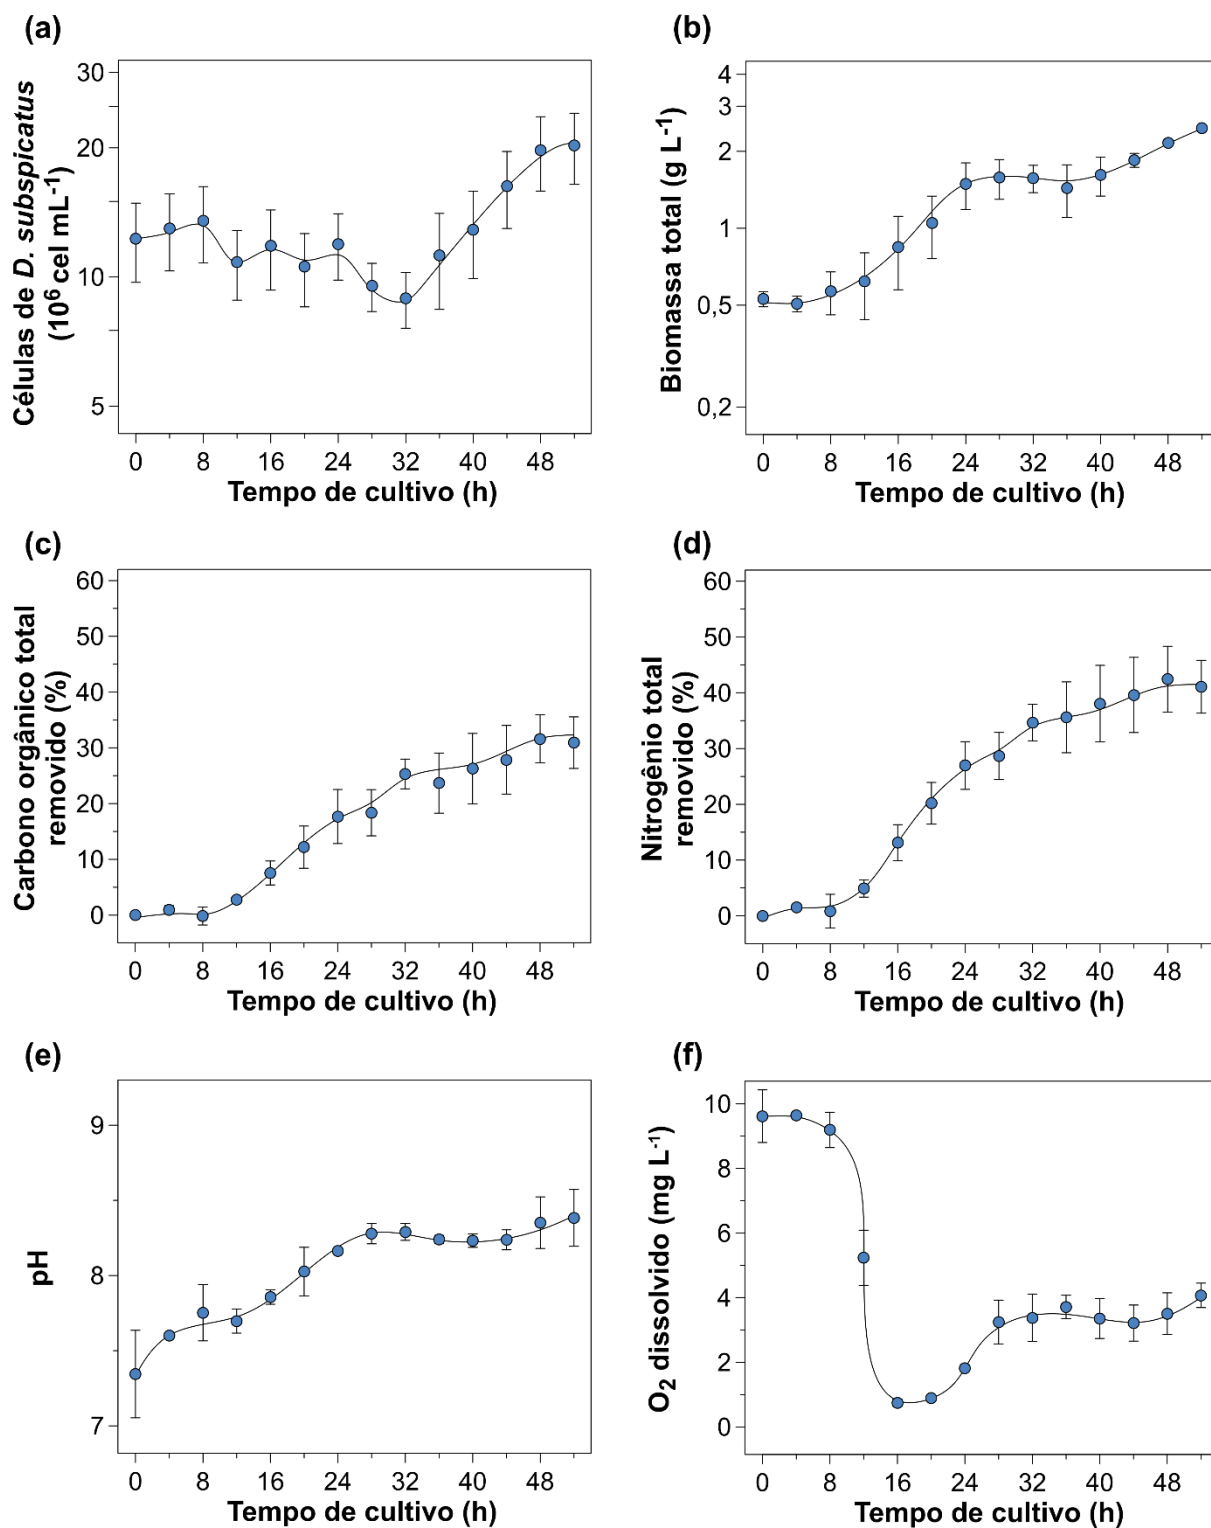 (a)
Células de D. subspicatus
(10⁶ cel mL⁻¹)
30
20
10
5
0 8 16 24 32 40 48
Tempo de cultivo (h)
(b)
Biomassa total (g L⁻¹)
4
3
2
1
0,5
0,2
0 8 16 24 32 40 48
Tempo de cultivo (h)
(c)
Carbono orgânico total
removido (%)
60
50
40
30
20
10
0
0 8 16 24 32 40 48
Tempo de cultivo (h)
(d)
Nitrogênio total
removido (%)
60
50
40
30
20
10
0
0 8 16 24 32 40 48
Tempo de cultivo (h)
(e)
pH
9
8
7
0 8 16 24 32 40 48
Tempo de cultivo (h)
(f)
O₂ dissolvido (mg L⁻¹)
10
8
6
4
2
0
0 8 16 24 32 40 48
Tempo de cultivo (h)